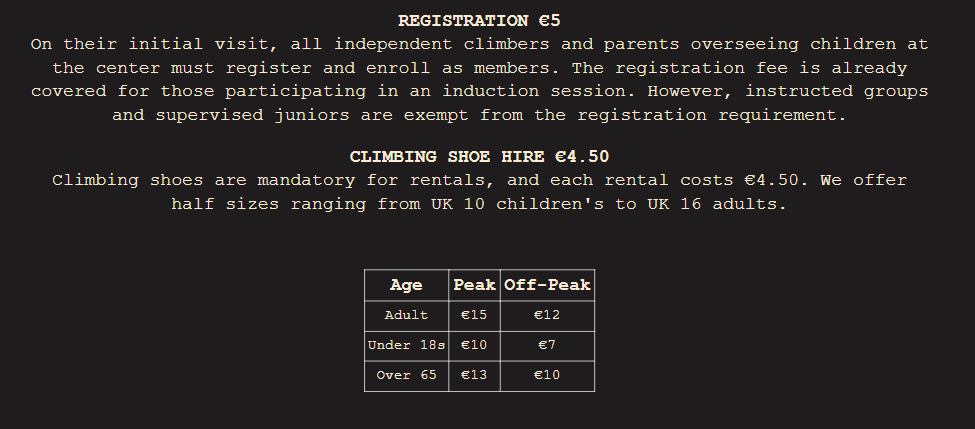 REGISTRATION €5
On their initial visit, all independent climbers and parents overseeing children at
the center must register and enroll as members. The registration fee is already
covered for those participating in an induction session. However, instructed groups
and supervised juniors are exempt from the registration requirement.
CLIMBING SHOE HIRE €4.50
Climbing shoes are mandatory for rentals, and each rental costs €4.50. We offer
half sizes ranging from UK 10 children's to UK 16 adults.
Age Peak Off-Peak
Adult €15 €12
Under 18s €10 €7
Over 65 €13 €10